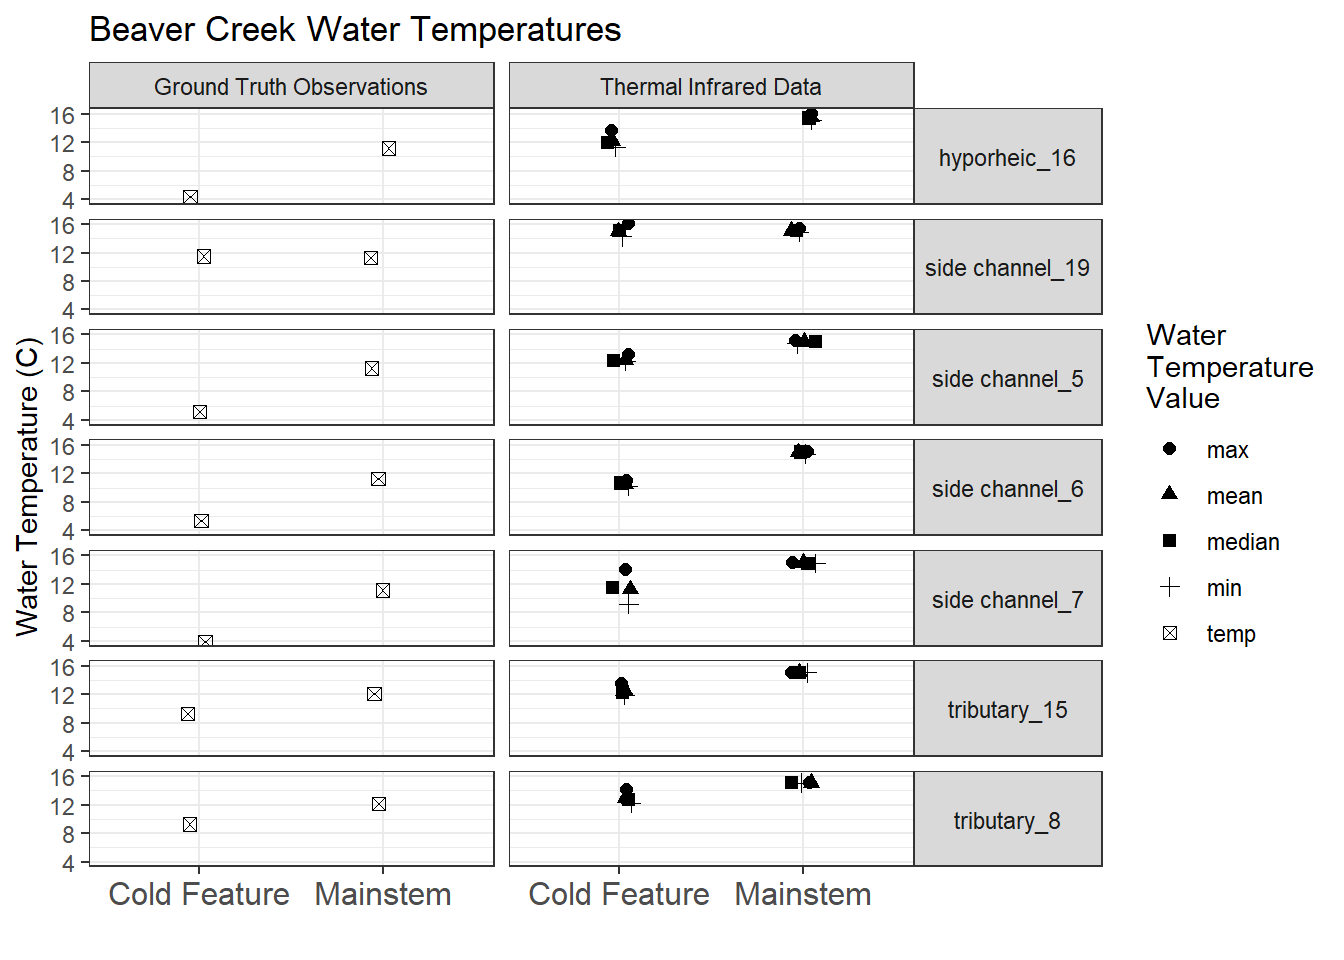 Beaver Creek Water Temperatures
Ground Truth Observations
Thermal Infrared Data
Water Temperature (C)
16
12
8
4
hyporheic_16
16
12
8
4
side channel_19
16
12
8
4
side channel_5
16
12
8
4
side channel_6
16
12
8
4
side channel_7
16
12
8
4
tributary_15
16
12
8
4
tributary_8
Cold Feature
Mainstem
Cold Feature
Mainstem
Water
Temperature
Value
max
mean
median
min
temp